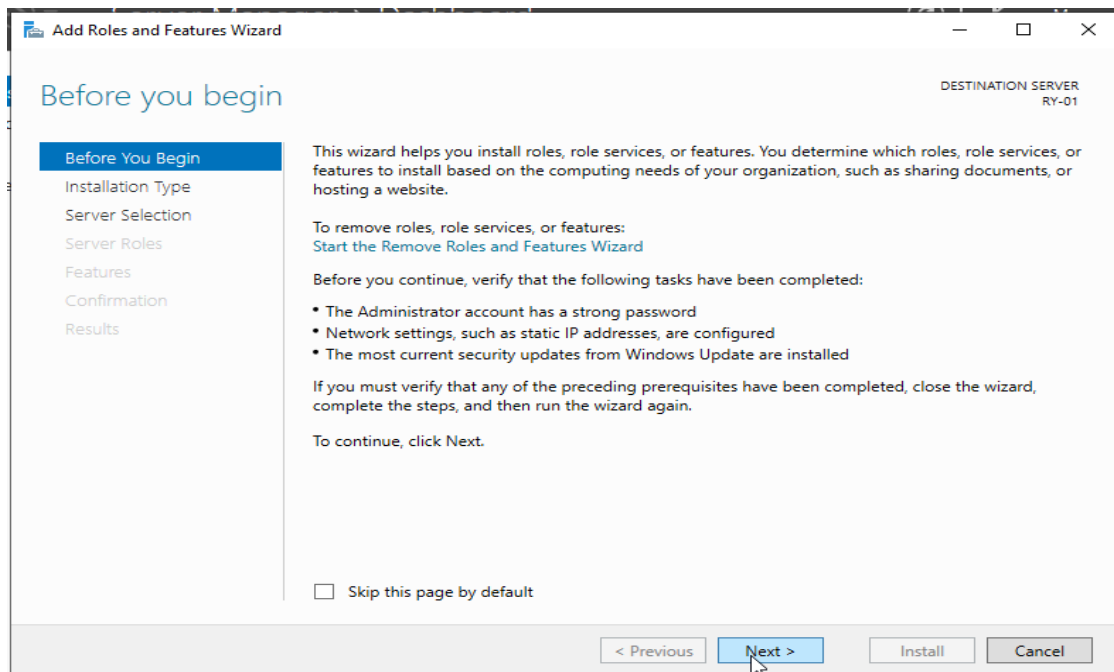 Add Roles and Features Wizard
Before you begin
DESTINATION SERVER
RY-01
Before You Begin
Installation Type
Server Selection
Server Roles
Features
Confirmation
Results
This wizard helps you install roles, role services, or features. You determine which roles, role services, or
features to install based on the computing needs of your organization, such as sharing documents, or
hosting a website.
To remove roles, role services, or features:
Start the Remove Roles and Features Wizard
Before you continue, verify that the following tasks have been completed:
• The Administrator account has a strong password
• Network settings, such as static IP addresses, are configured
• The most current security updates from Windows Update are installed
If you must verify that any of the preceding prerequisites have been completed, close the wizard,
complete the steps, and then run the wizard again.
To continue, click Next.
Skip this page by default
< Previous
Next >
Install
Cancel